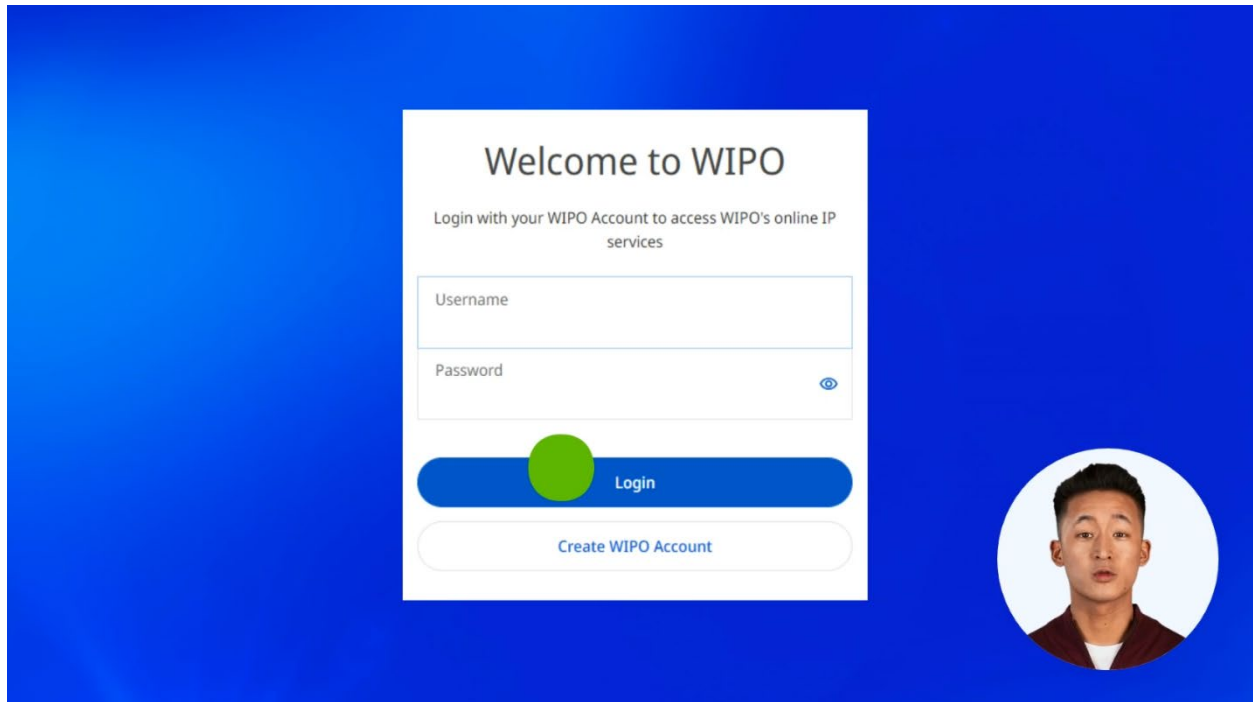 Welcome to WIPO
Login with your WIPO Account to access WIPO's online IP
services
Username
Password
Login
Create WIPO Account